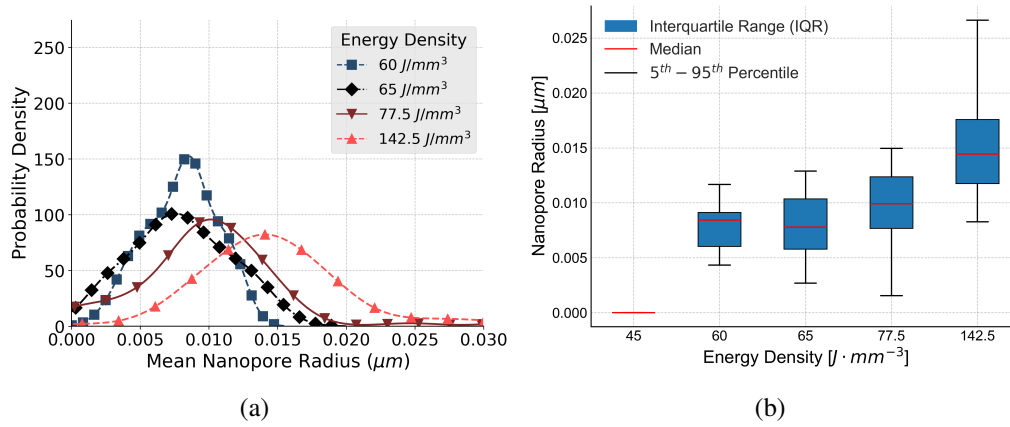 (a)
250
200
150
100
50
0
Probability Density
0.000 0.005 0.010 0.015 0.020 0.025 0.030
Mean Nanopore Radius (μm)
Energy Density
60 J/mm³
65 J/mm³
77.5 J/mm³
142.5 J/mm³
(a)
(b)
0.025
0.020
0.015
0.010
0.005
0.000
Nanopore Radius [μm]
Interquartile Range (IQR)
Median
5ᵗʰ − 95ᵗʰ Percentile
45 60 65 77.5 142.5
Energy Density [J · mm⁻³]
(b)